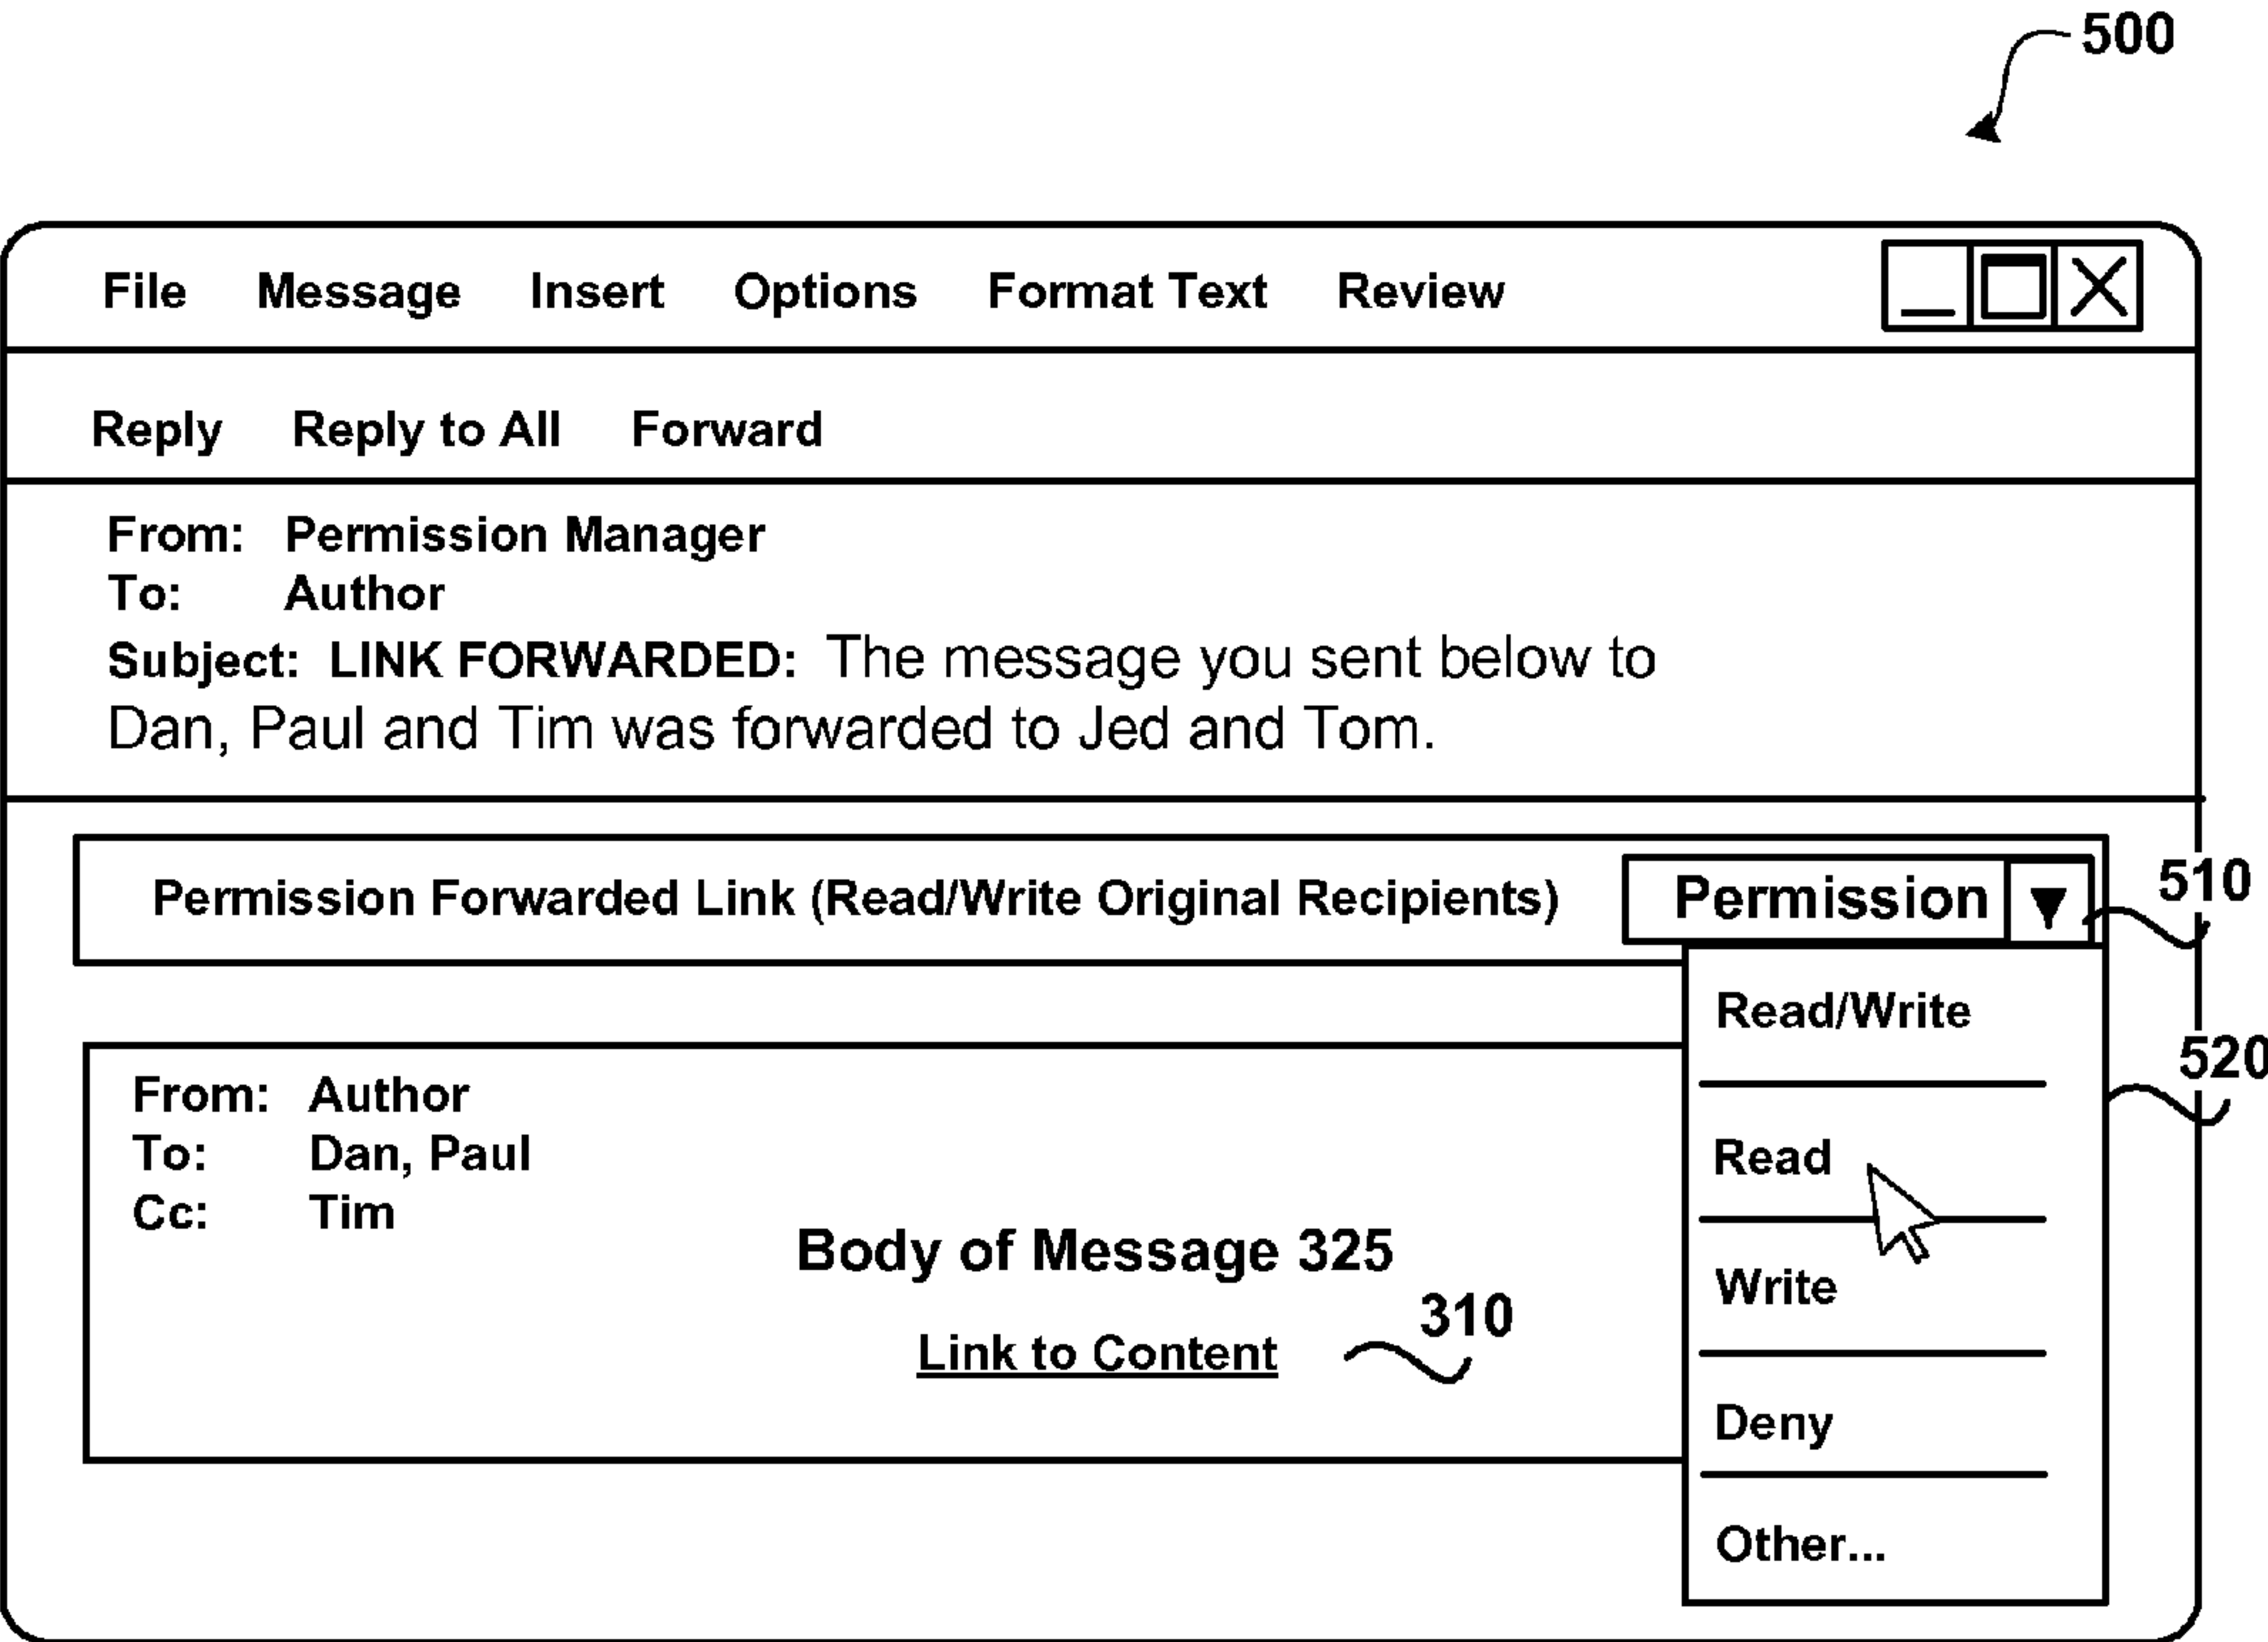 500
File Message Insert Options Format Text Review
Reply Reply to All Forward
From: Permission Manager
To: Author
Subject: LINK FORWARDED: The message you sent below to
Dan, Paul and Tim was forwarded to Jed and Tom.
Permission Forwarded Link (Read/Write Original Recipients) Permission
510
Read/Write
520
Read
Write
Deny
Other...
From: Author
To: Dan, Paul
Cc: Tim
Body of Message 325
310
Link to Content